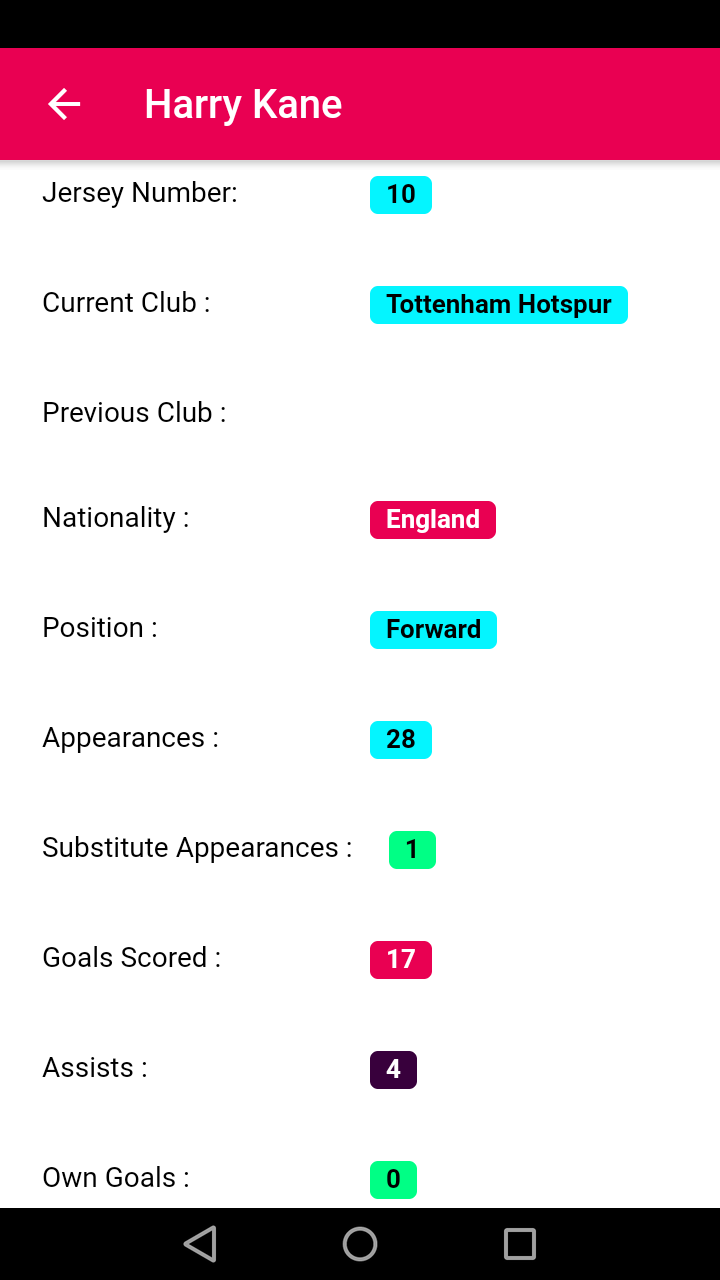 Harry Kane
Jersey Number: 10
Current Club : Tottenham Hotspur
Previous Club :
Nationality : England
Position : Forward
Appearances : 28
Substitute Appearances : 1
Goals Scored : 17
Assists : 4
Own Goals : 0